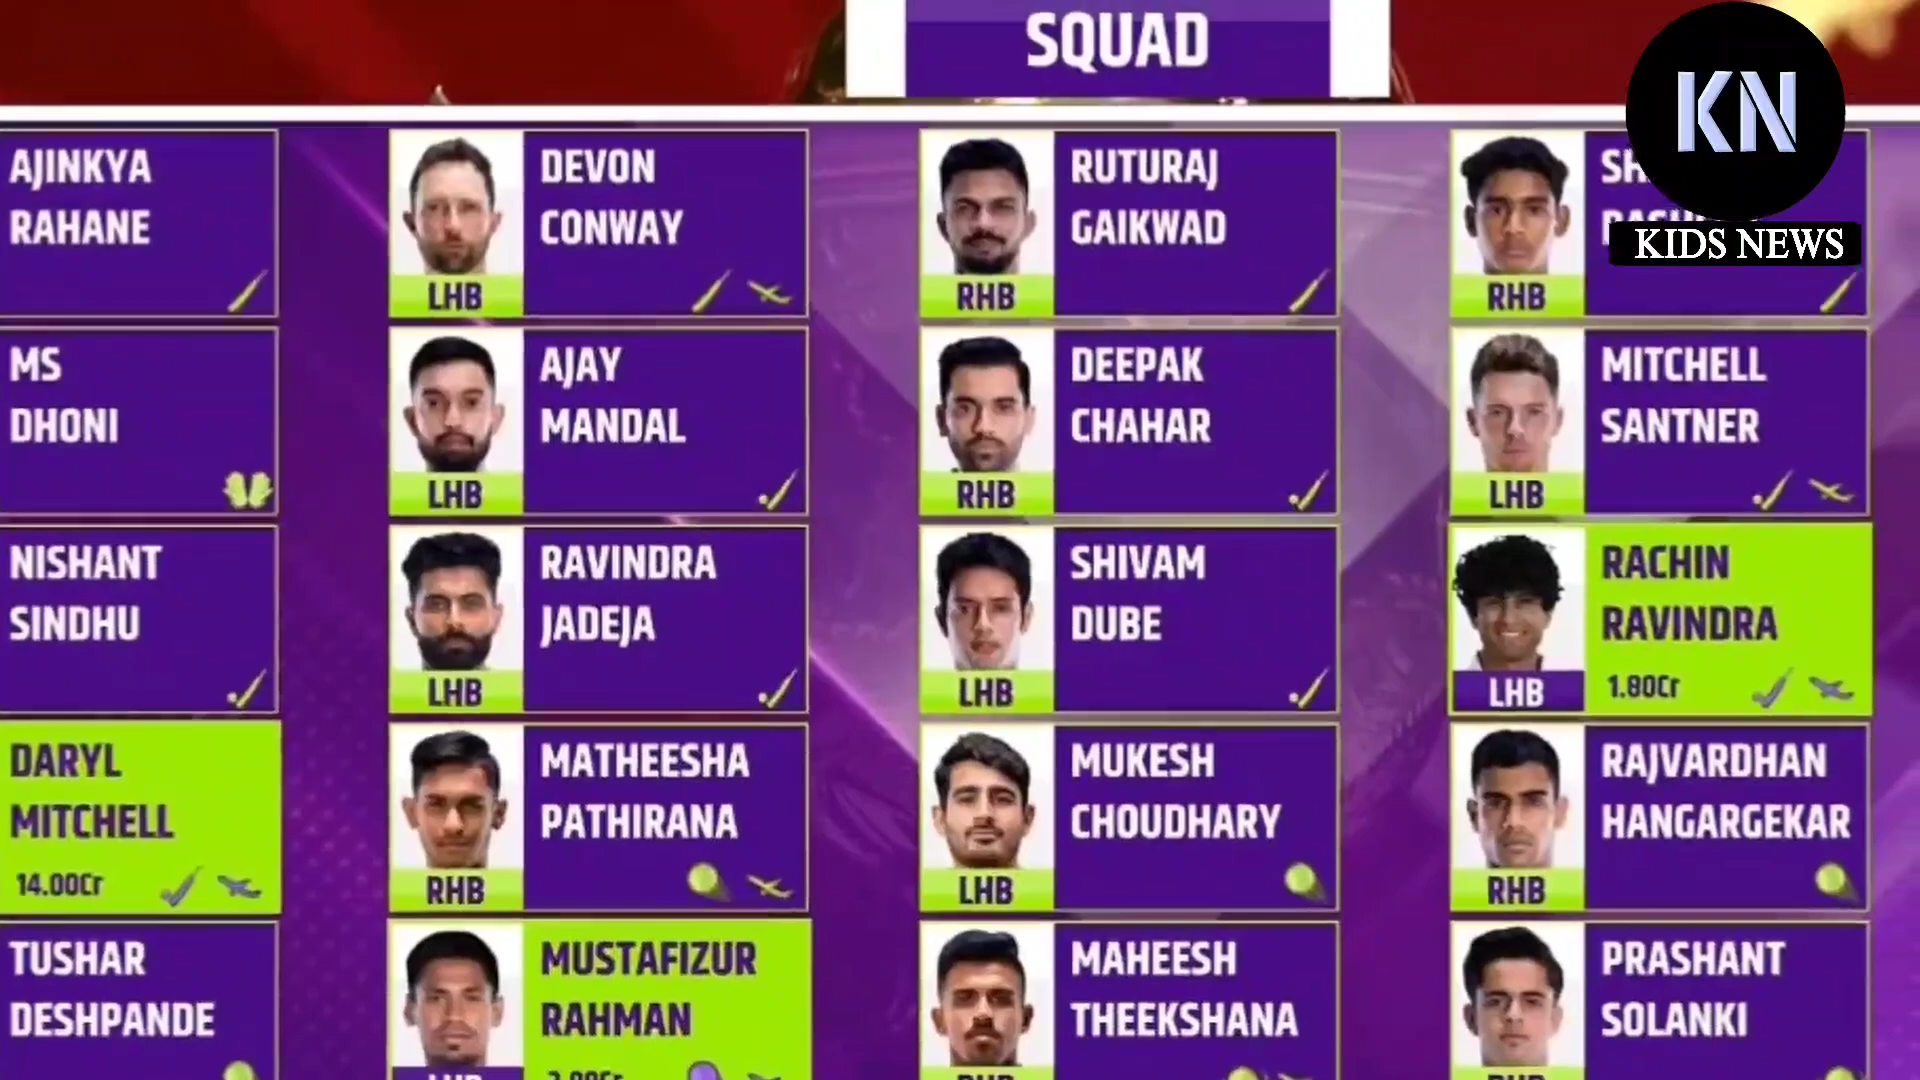 SQUAD
KN
KIDS NEWS
AJINKYA
RAHANE
DEVON
CONWAY
LHB
RUTURAJ
GAIKWAD
RHB
RHB
MS
DHONI
AJAY
MANDAL
LHB
DEEPAK
CHAHAR
RHB
MITCHELL
SANTNER
LHB
NISHANT
SINDHU
RAVINDRA
JADEJA
LHB
SHIVAM
DUBE
LHB
RACHIN
RAVINDRA
1.80Cr
LHB
DARYL
MITCHELL
14.00Cr
MATHEESHA
PATHIRANA
RHB
MUKESH
CHOUDHARY
LHB
RAJVARDHAN
HANGARGEKAR
RHB
TUSHAR
DESHPANDE
MUSTAFIZUR
RAHMAN
MAHEESH
THEEKSHANA
PRASHANT
SOLANKI